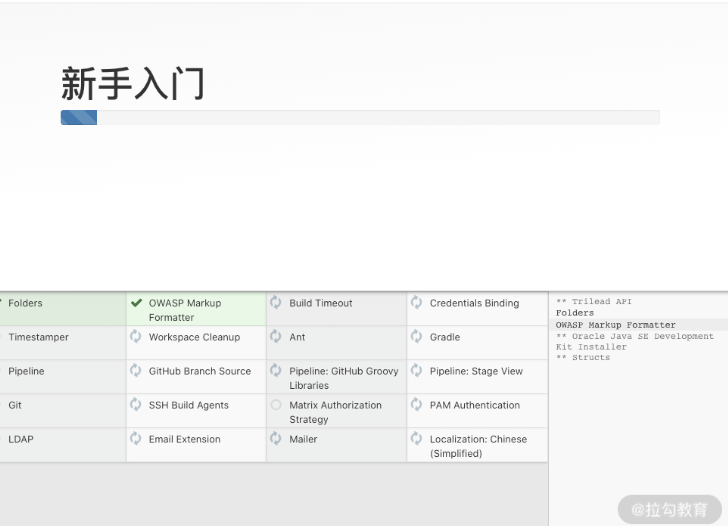 新手入门
Folders
OWASP Markup
Formatter
Build Timeout
Credentials Binding
Timestamper
Workspace Cleanup
Ant
Gradle
Pipeline
GitHub Branch Source
Pipeline: GitHub Groovy
Libraries
Pipeline: Stage View
Git
SSH Build Agents
Matrix Authorization
Strategy
PAM Authentication
LDAP
Email Extension
Mailer
Localization: Chinese
(Simplified)
** Trilead API
Folders
OWASP Markup Formatter
** Oracle Java SE Development
Kit Installer
** Structs
@拉勾教育